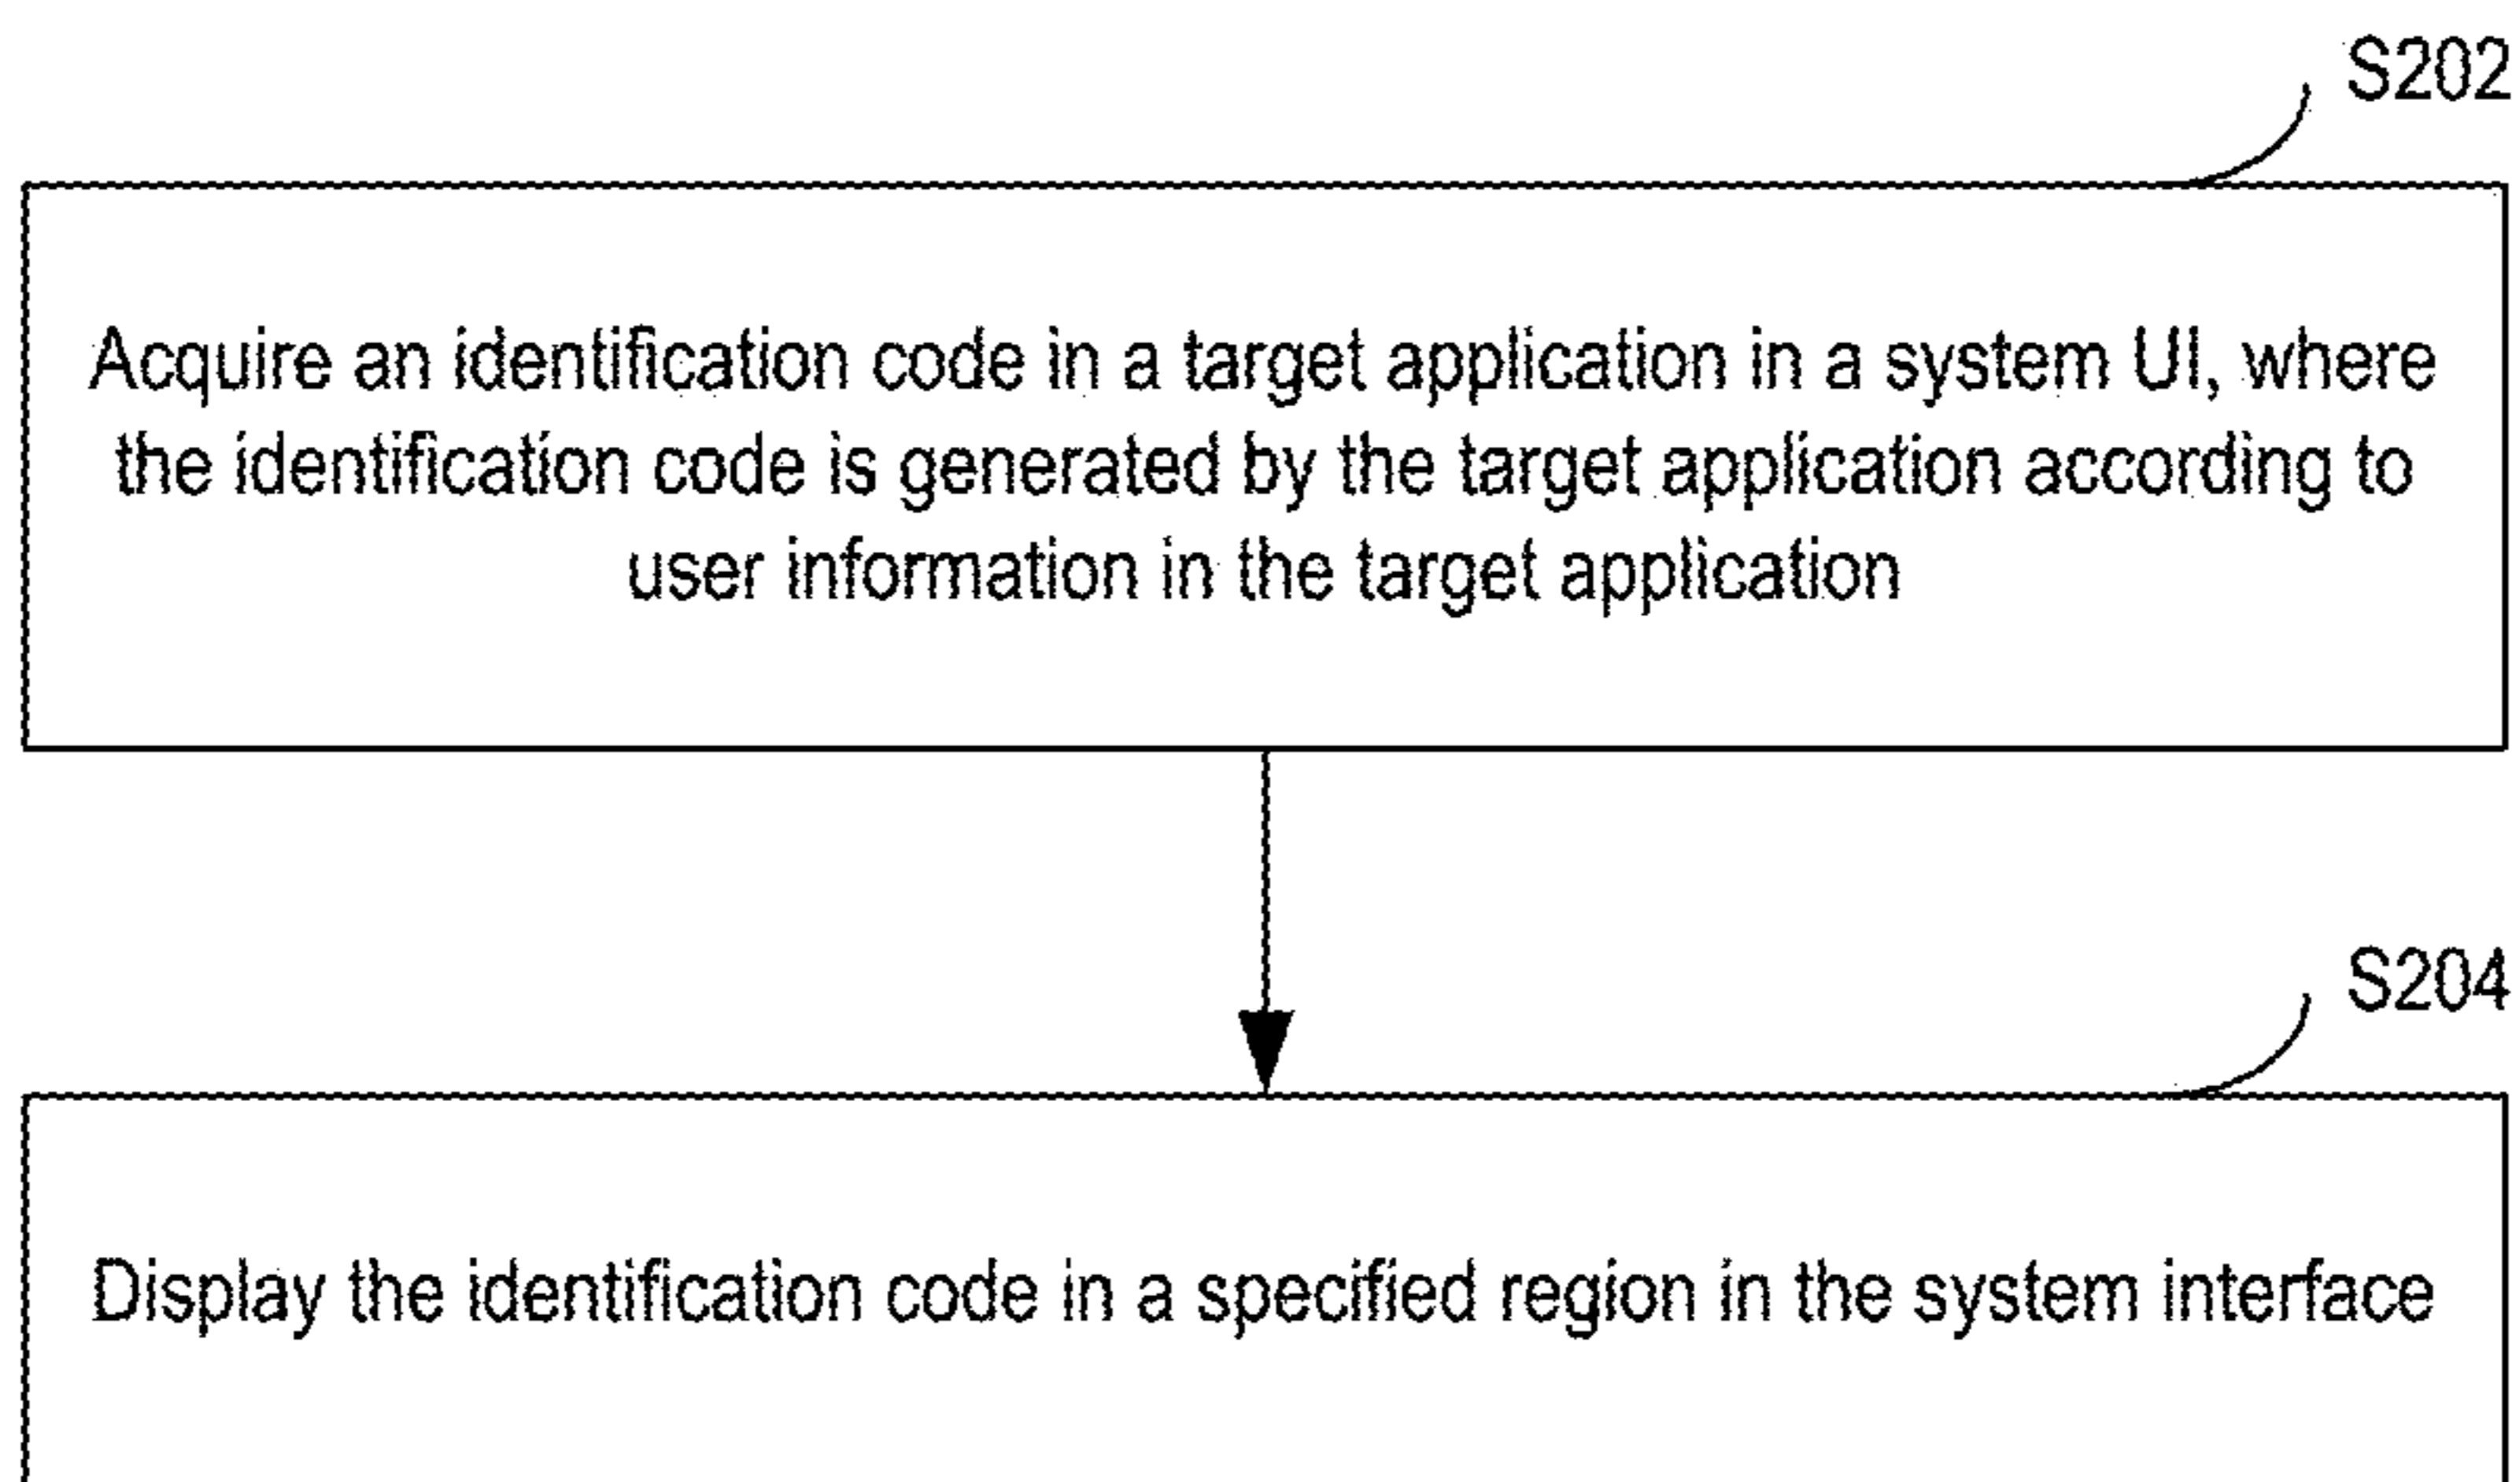 S202
Acquire an identification code in a target application in a system UI, where
the identification code is generated by the target application according to
user information in the target application
S204
Display the identification code in a specified region in the system interface